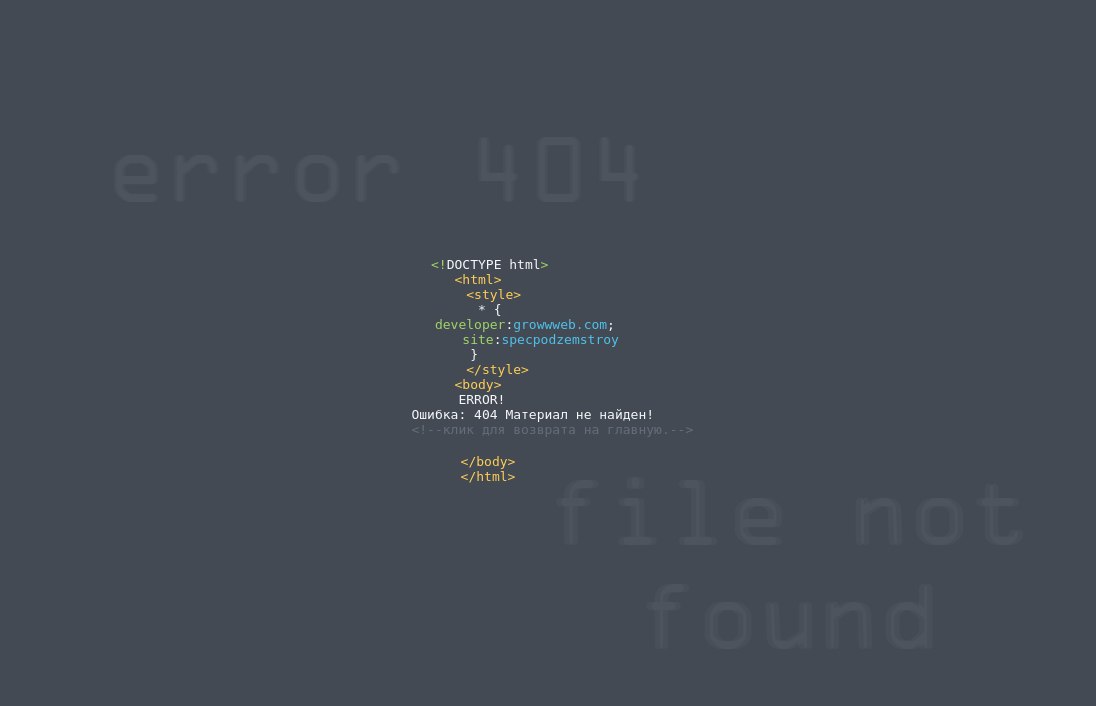 error 404
<!DOCTYPE html>
<html>
<style>
* {
developer:growwweb.com;
site:specpodzemstroy
}
</style>
<body>
ERROR!
Ошибка: 404 Материал не найден!
<!--клик для возврата на главную.-->
</body>
</html>
file not
found